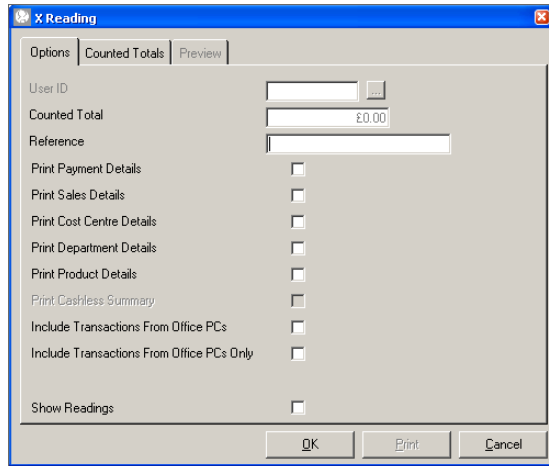 X Reading
Options Counted Totals Preview
User ID ...
Counted Total £0.00
Reference
Print Payment Details
Print Sales Details
Print Cost Centre Details
Print Department Details
Print Product Details
Print Cashless Summary
Include Transactions From Office PCs
Include Transactions From Office PCs Only
Show Readings
OK Print Cancel